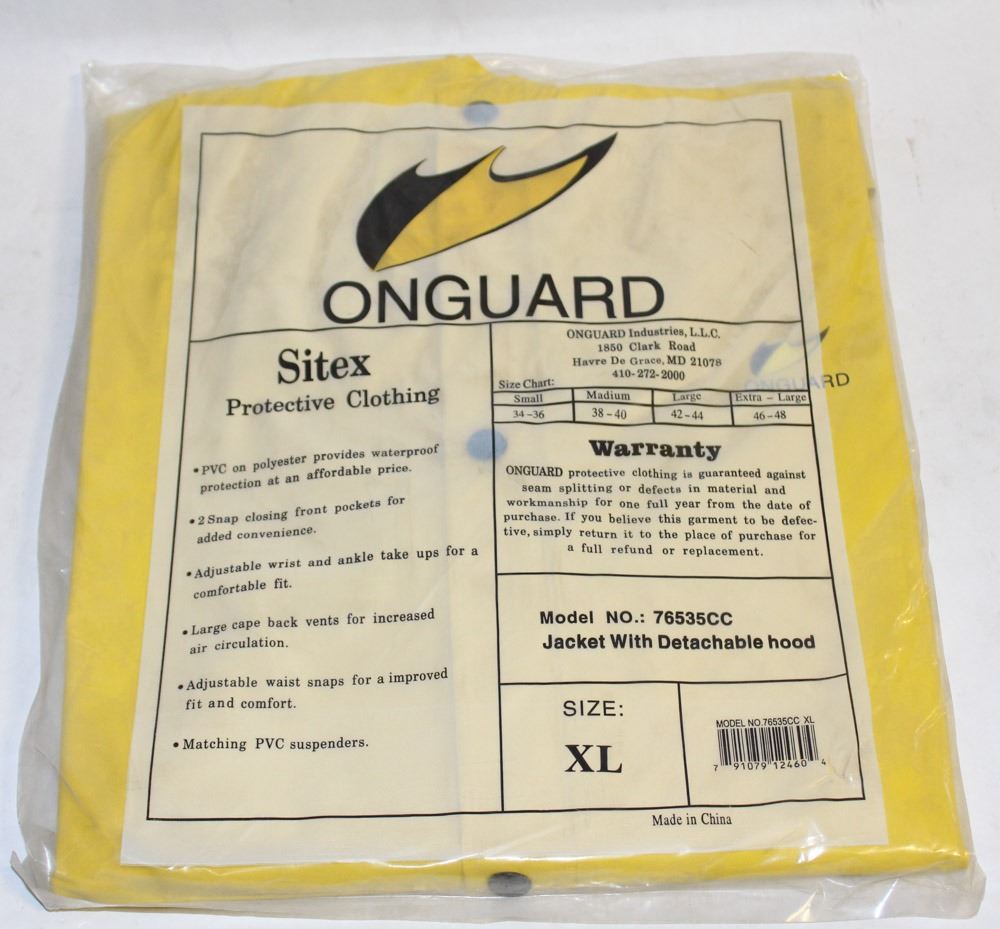 ONGUARD
Sitex
Protective Clothing
• PVC on polyester provides waterproof
protection at an affordable price.
• 2 Snap closing front pockets for
added convenience.
• Adjustable wrist and ankle take ups for a
comfortable fit.
• Large cape back vents for increased
air circulation.
• Adjustable waist snaps for a improved
fit and comfort.
• Matching PVC suspenders.
ONGUARD Industries, L.L.C.
1850 Clark Road
Havre De Grace, MD 21078
410-272-2000
Size Chart:
Small Madium Large Extra - Large
34-36 38-40 42-44 46-48
ONGUARD
Warranty
ONGUARD protective clothing is guaranteed against
seam splitting or defects in material and
workmanship for one full year from the date of
purchase. If you believe this garment to be defec-
tive, simply return it to the place of purchase for
a full refund or replacement.
Model NO.: 76535CC
Jacket With Detachable hood
SIZE:
XL
MODEL NO.76535CC XL
7 91079 12460 4
Made in China